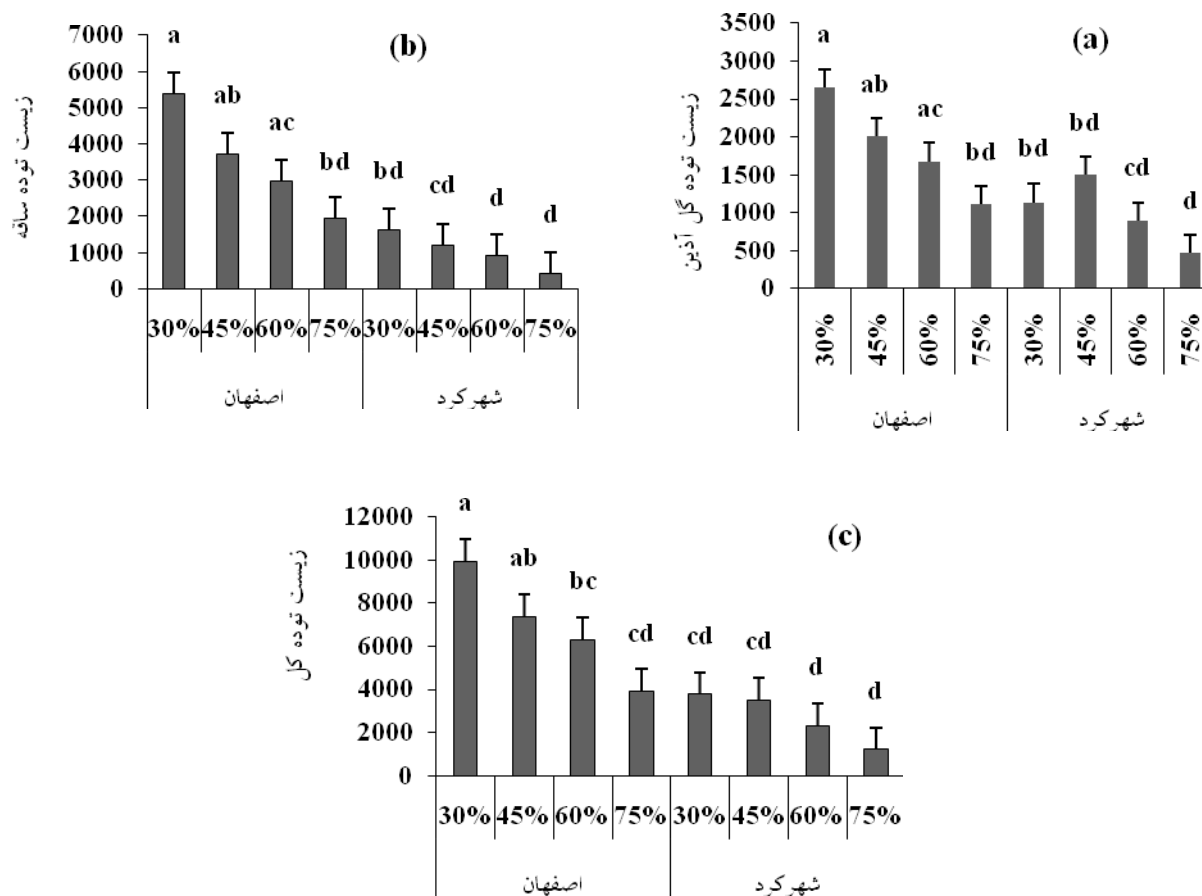 (a)
زیست توده گل آذین
3500
3000
2500
2000
1500
1000
500
0
a
ab
ac
bd
bd
bd
cd
d
30%
45%
60%
75%
30%
45%
60%
75%
اصفهان
شهرکرد
(b)
زیست توده ساقه
7000
6000
5000
4000
3000
2000
1000
0
a
ab
ac
bd
bd
cd
d
d
30% 45% 60% 75% 30% 45% 60% 75%
اصفهان
شهرکرد
(c)
زیست توده کل
12000
10000
8000
6000
4000
2000
0
a
ab
bc
cd
cd
cd
d
d
30% 45% 60% 75% 30% 45% 60% 75%
اصفهان
شهرکرد